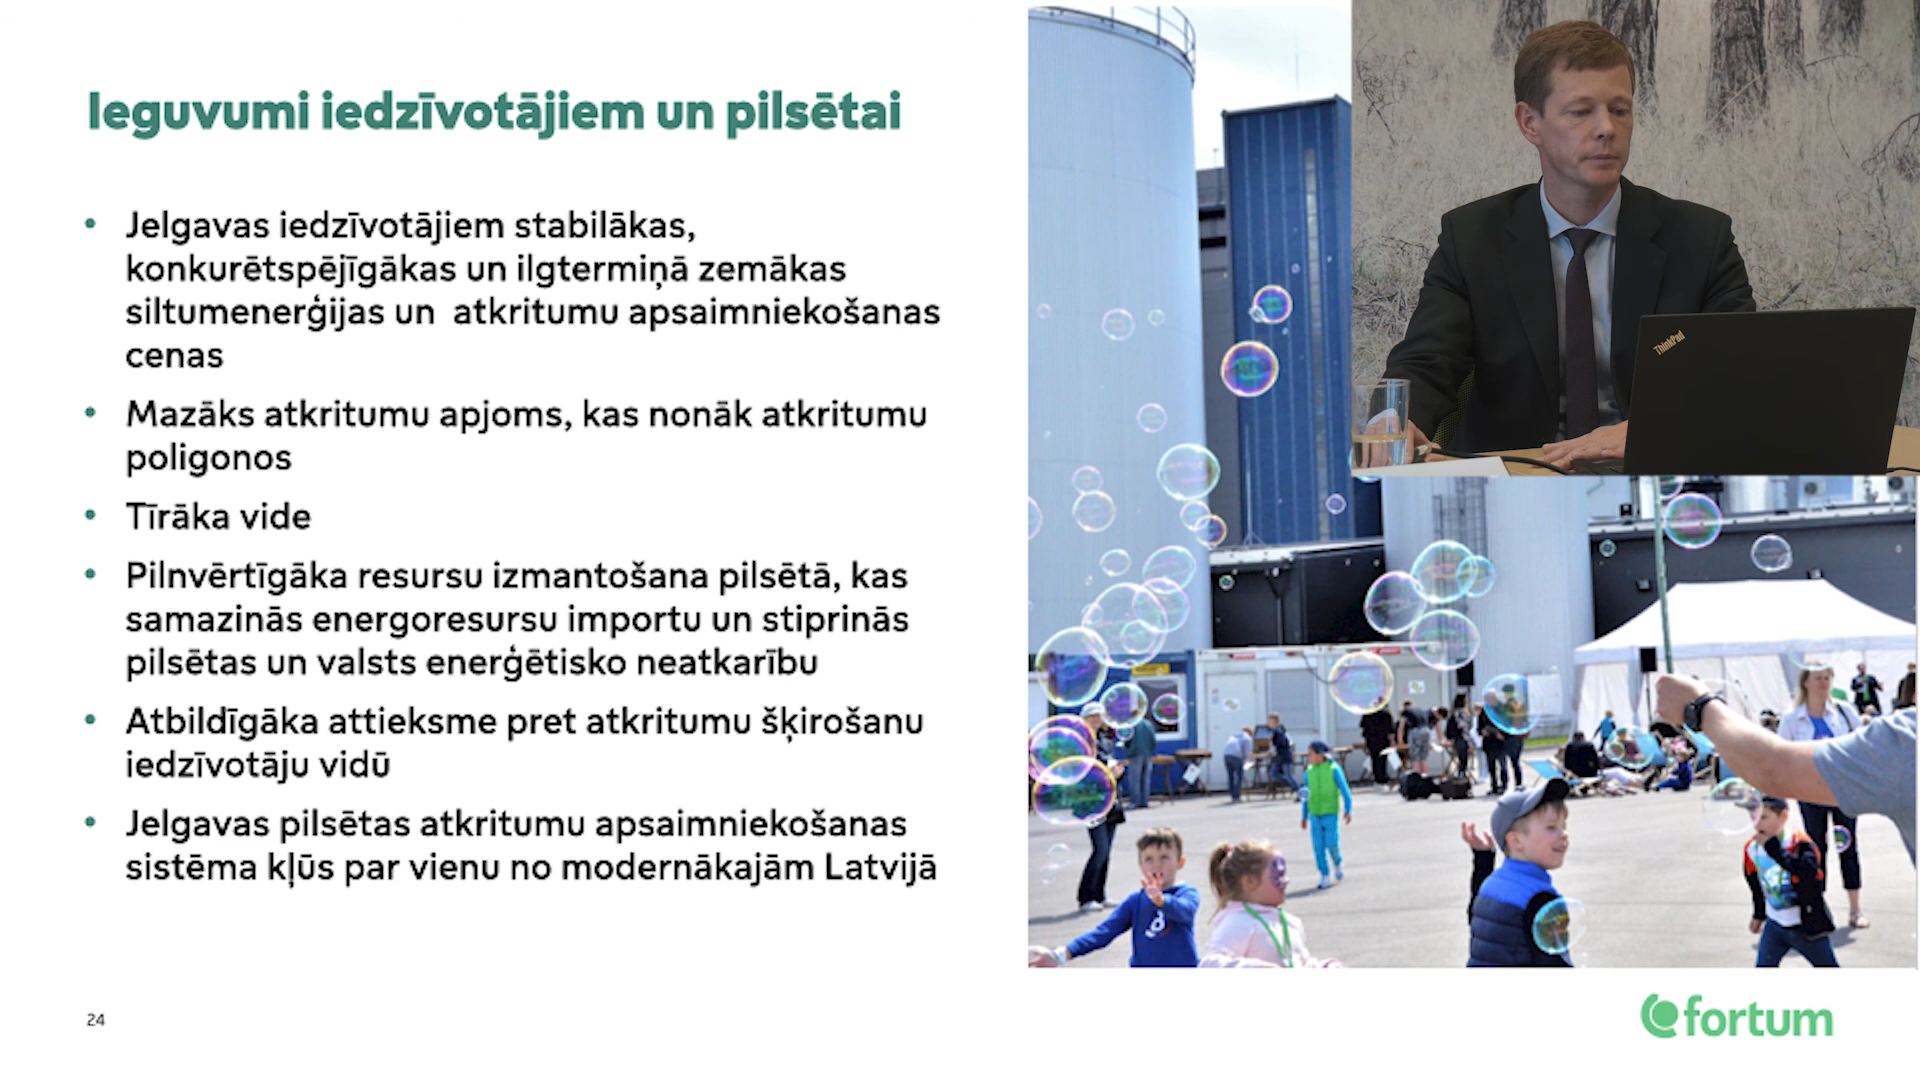 Ieguvumi iedzīvotājiem un pilsētai
• Jelgavas iedzīvotājiem stabilākas,
konkurētspējīgākas un ilgtermiņā zemākas
siltumenerģijas un  atkritumu apsaimniekošanas
cenas
• Mazāks atkritumu apjoms, kas nonāk atkritumu
poligonos
• Tīrāka vide
• Pilnvērtīgāka resursu izmantošana pilsētā, kas
samazinās energoresursu importu un stiprinās
pilsētas un valsts enerģētisko neatkarību
• Atbildīgāka attieksme pret atkritumu šķirošanu
iedzīvotāju vidū
• Jelgavas pilsētas atkritumu apsaimniekošanas
sistēma kļūs par vienu no modernākajām Latvijā
ThinkPad
24
fortum